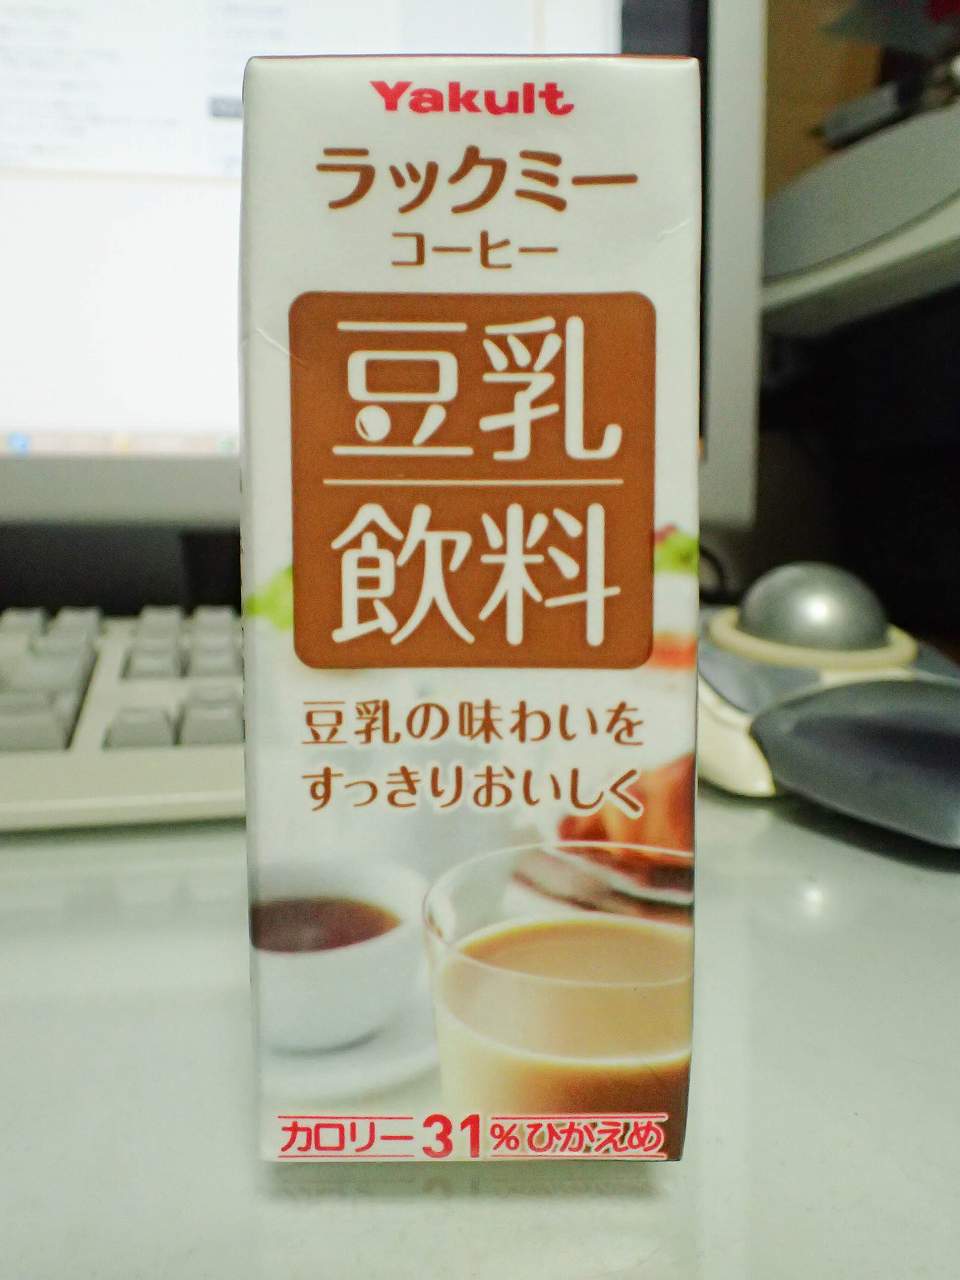 Yakult
ラックミー
コーヒー
豆乳
飲料
豆乳の味わいを
すっきりおいしく
カロリー31%ひかえめ